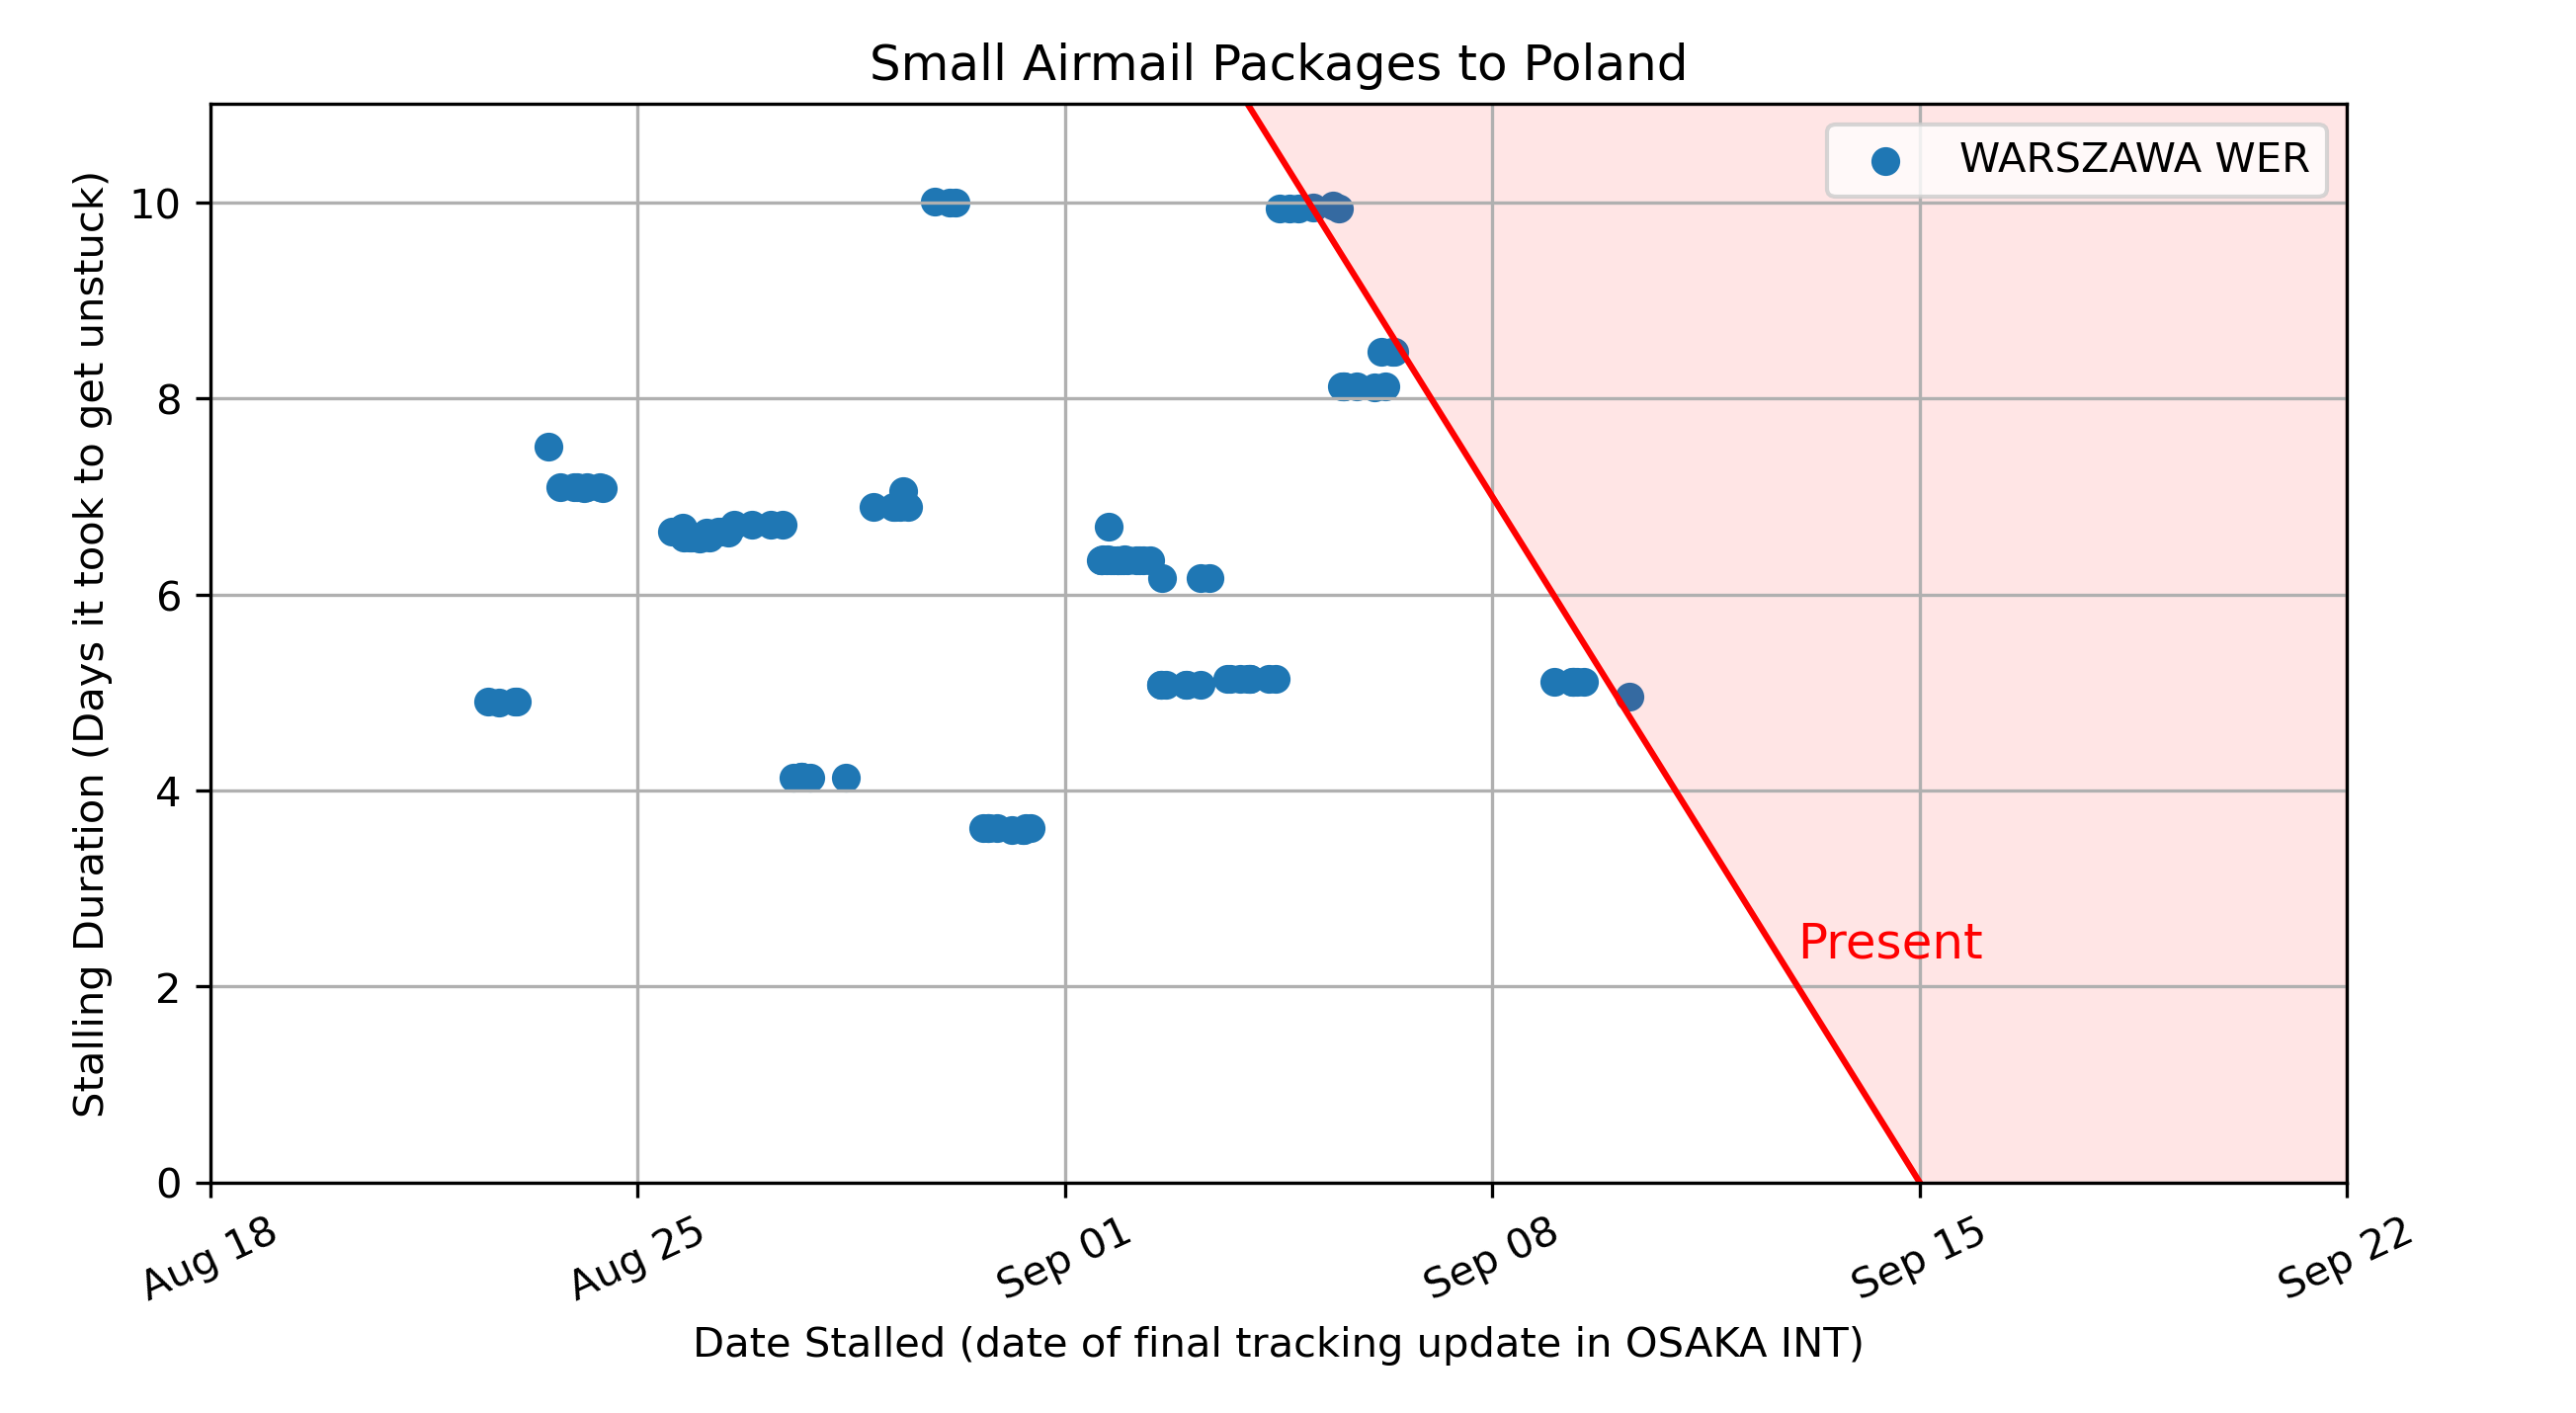 Small Airmail Packages to Poland
WARSZAWA WER
Stalling Duration (Days it took to get unstuck)
10
8
6
4
2
0
Present
Aug 18
Aug 25
Sep 01
Sep 08
Sep 15
Sep 22
Date Stalled (date of final tracking update in OSAKA INT)